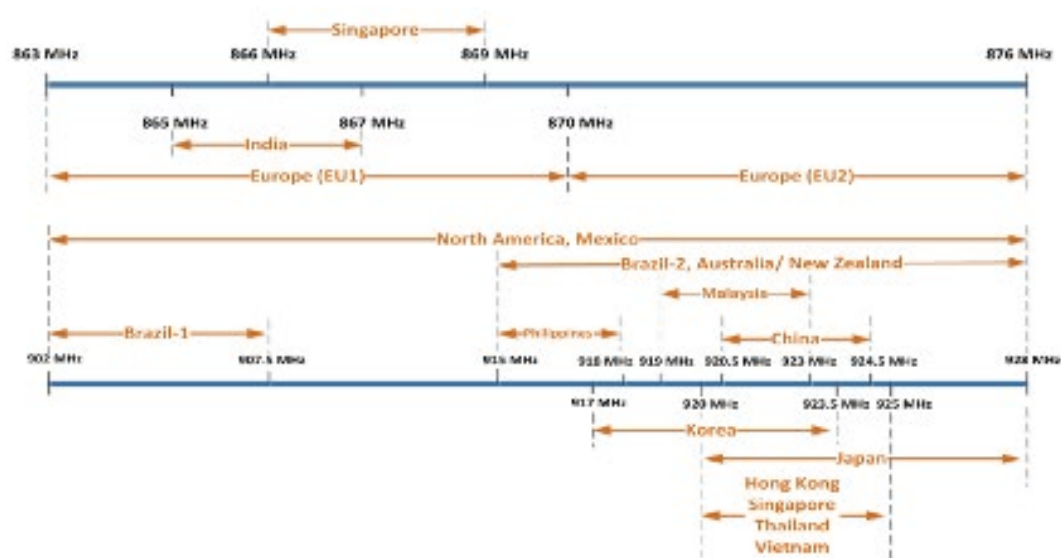 Singapore
863 MHz 866 MHz 869 MHz 876 MHz
865 MHz 867 MHz 870 MHz
India
Europe (EU1) Europe (EU2)
North America, Mexico
Brazil-2, Australia/ New Zealand
Malaysia
Brazil-1 Philippines China
902 MHz 907.5 MHz 915 MHz 918 MHz 919 MHz 920.5 MHz 923 MHz 924.5 MHz 928 MHz
917 MHz 920 MHz 923.5 MHz 925 MHz
Korea
Japan
Hong Kong
Singapore
Thailand
Vietnam